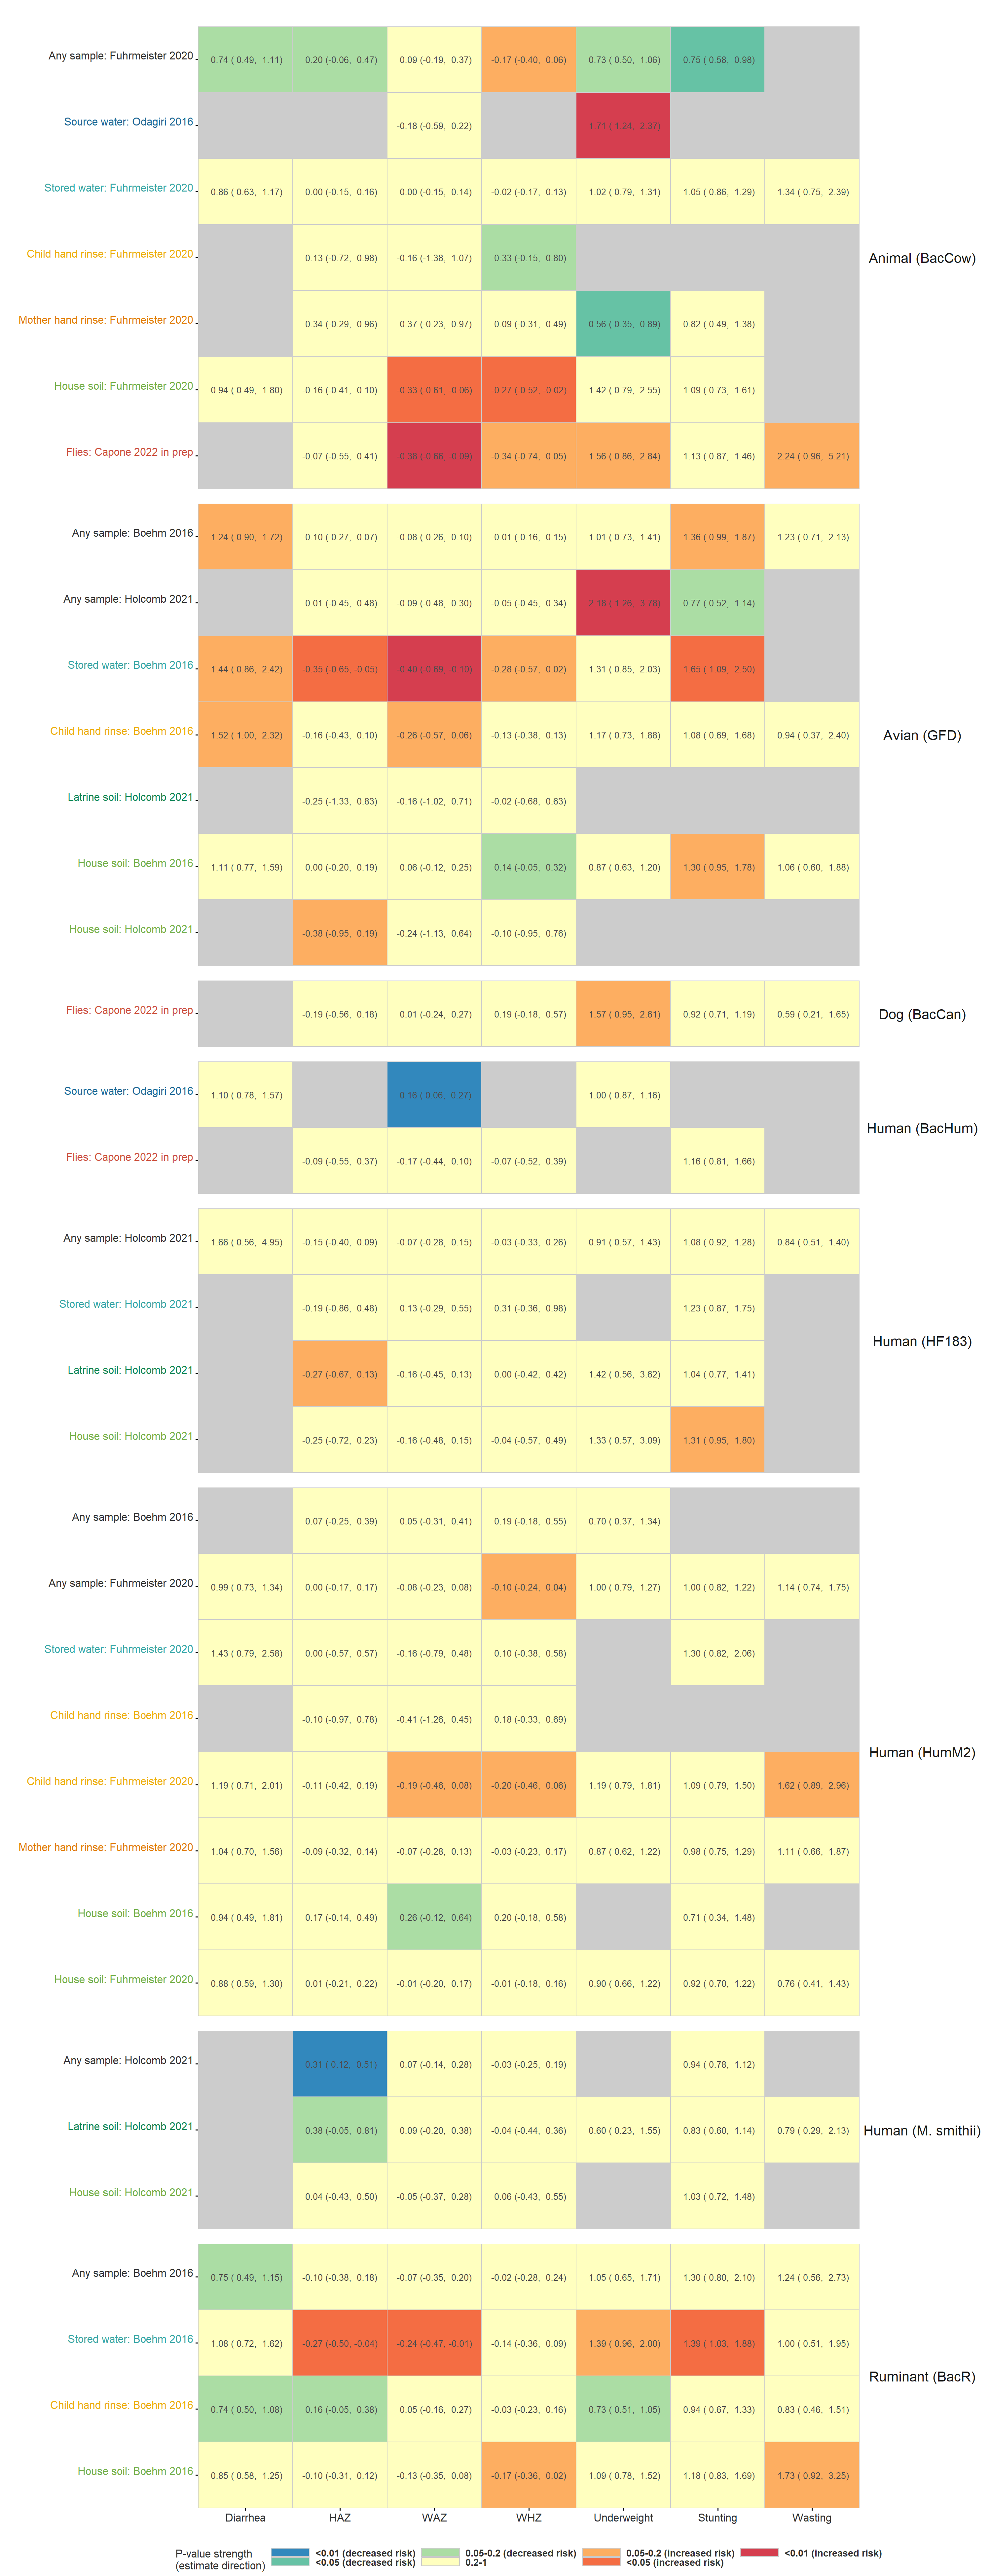 Any sample: Fuhrmeister 2020 0.74 ( 0.49, 1.11) 0.20 (-0.06, 0.47) 0.09 (-0.19, 0.37) -0.17 (-0.40, 0.06) 0.73 ( 0.50, 1.06) 0.75 ( 0.58, 0.98)
Source water: Odagiri 2016 -0.18 (-0.59, 0.22) 1.71 ( 1.24, 2.37)
Stored water: Fuhrmeister 2020 0.86 ( 0.63, 1.17) 0.00 (-0.15, 0.16) 0.00 (-0.15, 0.14) -0.02 (-0.17, 0.13) 1.02 ( 0.79, 1.31) 1.05 ( 0.86, 1.29) 1.34 ( 0.75, 2.39)
Child hand rinse: Fuhrmeister 2020 0.13 (-0.72, 0.98) -0.16 (-1.38, 1.07) 0.33 (-0.15, 0.80)
Animal (BacCow)
Mother hand rinse: Fuhrmeister 2020 0.34 (-0.29, 0.96) 0.37 (-0.23, 0.97) 0.09 (-0.31, 0.49) 0.56 ( 0.35, 0.89) 0.82 ( 0.49, 1.38)
House soil: Fuhrmeister 2020 0.94 ( 0.49, 1.80) -0.16 (-0.41, 0.10) -0.33 (-0.61, -0.06) -0.27 (-0.52, -0.02) 1.42 ( 0.79, 2.55) 1.09 ( 0.73, 1.61)
Flies: Capone 2022 in prep -0.07 (-0.55, 0.41) -0.38 (-0.66, -0.09) -0.34 (-0.74, 0.05) 1.56 ( 0.86, 2.84) 1.13 ( 0.87, 1.46) 2.24 ( 0.96, 5.21)
Any sample: Boehm 2016 1.24 ( 0.90, 1.72) -0.10 (-0.27, 0.07) -0.08 (-0.26, 0.10) -0.01 (-0.16, 0.15) 1.01 ( 0.73, 1.41) 1.36 ( 0.99, 1.87) 1.23 ( 0.71, 2.13)
Any sample: Holcomb 2021 0.01 (-0.45, 0.48) -0.09 (-0.48, 0.30) -0.05 (-0.45, 0.34) 2.18 ( 1.26, 3.78) 0.77 ( 0.52, 1.14)
Stored water: Boehm 2016 1.44 ( 0.86, 2.42) -0.35 (-0.65, -0.05) -0.40 (-0.69, -0.10) -0.28 (-0.57, 0.02) 1.31 ( 0.85, 2.03) 1.65 ( 1.09, 2.50)
Child hand rinse: Boehm 2016 1.52 ( 1.00, 2.32) -0.16 (-0.43, 0.10) -0.26 (-0.57, 0.06) -0.13 (-0.38, 0.13) 1.17 ( 0.73, 1.88) 1.08 ( 0.69, 1.68) 0.94 ( 0.37, 2.40)
Avian (GFD)
Latrine soil: Holcomb 2021 -0.25 (-1.33, 0.83) -0.16 (-1.02, 0.71) -0.02 (-0.68, 0.63)
House soil: Boehm 2016 1.11 ( 0.77, 1.59) 0.00 (-0.20, 0.19) 0.06 (-0.12, 0.25) 0.14 (-0.05, 0.32) 0.87 ( 0.63, 1.20) 1.30 ( 0.95, 1.78) 1.06 ( 0.60, 1.88)
House soil: Holcomb 2021 -0.38 (-0.95, 0.19) -0.24 (-1.13, 0.64) -0.10 (-0.95, 0.76)
Flies: Capone 2022 in prep -0.19 (-0.56, 0.18) 0.01 (-0.24, 0.27) 0.19 (-0.18, 0.57) 1.57 ( 0.95, 2.61) 0.92 ( 0.71, 1.19) 0.59 ( 0.21, 1.65)
Dog (BacCan)
Source water: Odagiri 2016 1.10 ( 0.78, 1.57) 0.16 ( 0.06, 0.27) 1.00 ( 0.87, 1.16)
Human (BacHum)
Flies: Capone 2022 in prep -0.09 (-0.55, 0.37) -0.17 (-0.44, 0.10) -0.07 (-0.52, 0.39) 1.16 ( 0.81, 1.66)
Any sample: Holcomb 2021 1.66 ( 0.56, 4.95) -0.15 (-0.40, 0.09) -0.07 (-0.28, 0.15) -0.03 (-0.33, 0.26) 0.91 ( 0.57, 1.43) 1.08 ( 0.92, 1.28) 0.84 ( 0.51, 1.40)
Stored water: Holcomb 2021 -0.19 (-0.86, 0.48) 0.13 (-0.29, 0.55) 0.31 (-0.36, 0.98) 1.23 ( 0.87, 1.75)
Human (HF183)
Latrine soil: Holcomb 2021 -0.27 (-0.67, 0.13) -0.16 (-0.45, 0.13) 0.00 (-0.42, 0.42) 1.42 ( 0.56, 3.62) 1.04 ( 0.77, 1.41)
House soil: Holcomb 2021 -0.25 (-0.72, 0.23) -0.16 (-0.48, 0.15) -0.04 (-0.57, 0.49) 1.33 ( 0.57, 3.09) 1.31 ( 0.95, 1.80)
Any sample: Boehm 2016 0.07 (-0.25, 0.39) 0.05 (-0.31, 0.41) 0.19 (-0.18, 0.55) 0.70 ( 0.37, 1.34)
Any sample: Fuhrmeister 2020 0.99 ( 0.73, 1.34) 0.00 (-0.17, 0.17) -0.08 (-0.23, 0.08) -0.10 (-0.24, 0.04) 1.00 ( 0.79, 1.27) 1.00 ( 0.82, 1.22) 1.14 ( 0.74, 1.75)
Stored water: Fuhrmeister 2020 1.43 ( 0.79, 2.58) 0.00 (-0.57, 0.57) -0.16 (-0.79, 0.48) 0.10 (-0.38, 0.58) 1.30 ( 0.82, 2.06)
Child hand rinse: Boehm 2016 -0.10 (-0.97, 0.78) -0.41 (-1.26, 0.45) 0.18 (-0.33, 0.69)
Human (HumM2)
Child hand rinse: Fuhrmeister 2020 1.19 ( 0.71, 2.01) -0.11 (-0.42, 0.19) -0.19 (-0.46, 0.08) -0.20 (-0.46, 0.06) 1.19 ( 0.79, 1.81) 1.09 ( 0.79, 1.50) 1.62 ( 0.89, 2.96)
Mother hand rinse: Fuhrmeister 2020 1.04 ( 0.70, 1.56) -0.09 (-0.32, 0.14) -0.07 (-0.28, 0.13) -0.03 (-0.23, 0.17) 0.87 ( 0.62, 1.22) 0.98 ( 0.75, 1.29) 1.11 ( 0.66, 1.87)
House soil: Boehm 2016 0.94 ( 0.49, 1.81) 0.17 (-0.14, 0.49) 0.26 (-0.12, 0.64) 0.20 (-0.18, 0.58) 0.71 ( 0.34, 1.48)
House soil: Fuhrmeister 2020 0.88 ( 0.59, 1.30) 0.01 (-0.21, 0.22) -0.01 (-0.20, 0.17) -0.01 (-0.18, 0.16) 0.90 ( 0.66, 1.22) 0.92 ( 0.70, 1.22) 0.76 ( 0.41, 1.43)
Any sample: Holcomb 2021 0.31 ( 0.12, 0.51) 0.07 (-0.14, 0.28) -0.03 (-0.25, 0.19) 0.94 ( 0.78, 1.12)
Latrine soil: Holcomb 2021 0.38 (-0.05, 0.81) 0.09 (-0.20, 0.38) -0.04 (-0.44, 0.36) 0.60 ( 0.23, 1.55) 0.83 ( 0.60, 1.14) 0.79 ( 0.29, 2.13)
Human (M. smithii)
House soil: Holcomb 2021 0.04 (-0.43, 0.50) -0.05 (-0.37, 0.28) 0.06 (-0.43, 0.55) 1.03 ( 0.72, 1.48)
Any sample: Boehm 2016 0.75 ( 0.49, 1.15) -0.10 (-0.38, 0.18) -0.07 (-0.35, 0.20) -0.02 (-0.28, 0.24) 1.05 ( 0.65, 1.71) 1.30 ( 0.80, 2.10) 1.24 ( 0.56, 2.73)
Stored water: Boehm 2016 1.08 ( 0.72, 1.62) -0.27 (-0.50, -0.04) -0.24 (-0.47, -0.01) -0.14 (-0.36, 0.09) 1.39 ( 0.96, 2.00) 1.39 ( 1.03, 1.88) 1.00 ( 0.51, 1.95)
Ruminant (BacR)
Child hand rinse: Boehm 2016 0.74 ( 0.50, 1.08) 0.16 (-0.05, 0.38) 0.05 (-0.16, 0.27) -0.03 (-0.23, 0.16) 0.73 ( 0.51, 1.05) 0.94 ( 0.67, 1.33) 0.83 ( 0.46, 1.51)
House soil: Boehm 2016 0.85 ( 0.58, 1.25) -0.10 (-0.31, 0.12) -0.13 (-0.35, 0.08) -0.17 (-0.36, 0.02) 1.09 ( 0.78, 1.52) 1.18 ( 0.83, 1.69) 1.73 ( 0.92, 3.25)
Diarrhea HAZ WAZ WHZ Underweight Stunting Wasting
P-value strength
(estimate direction)
<0.01 (decreased risk) 0.05-0.2 (decreased risk) 0.05-0.2 (increased risk) <0.01 (increased risk)
<0.05 (decreased risk) 0.2-1 <0.05 (increased risk)